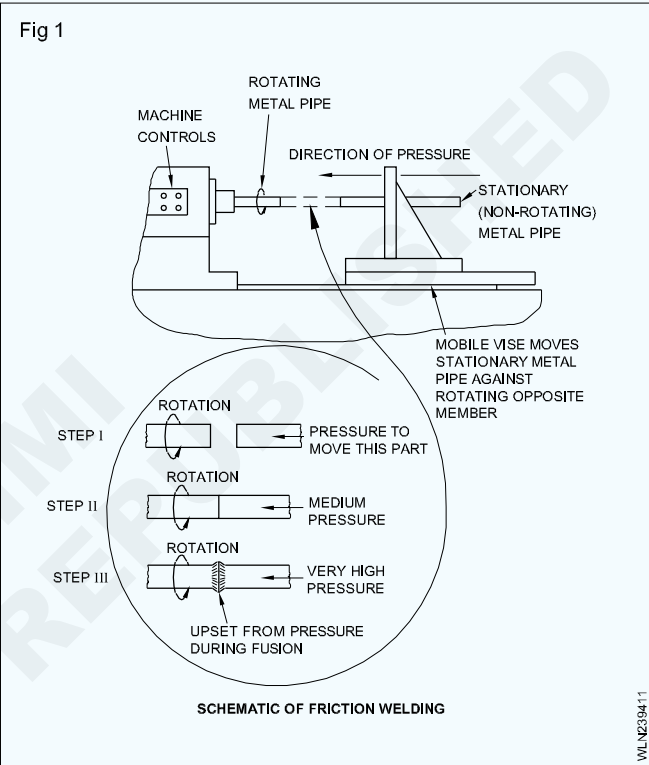 Fig 1
ROTATING
METAL PIPE
MACHINE
CONTROLS
DIRECTION OF PRESSURE
STATIONARY
(NON-ROTATING)
METAL PIPE
MOBILE VISE MOVES
STATIONARY METAL
PIPE AGAINST
ROTATING OPPOSITE
MEMBER
ROTATION
STEP I
PRESSURE TO
MOVE THIS PART
ROTATION
STEP II
MEDIUM
PRESSURE
ROTATION
STEP III
VERY HIGH
PRESSURE
UPSET FROM PRESSURE
DURING FUSION
SCHEMATIC OF FRICTION WELDING
WLN239411
REPUBLISHED